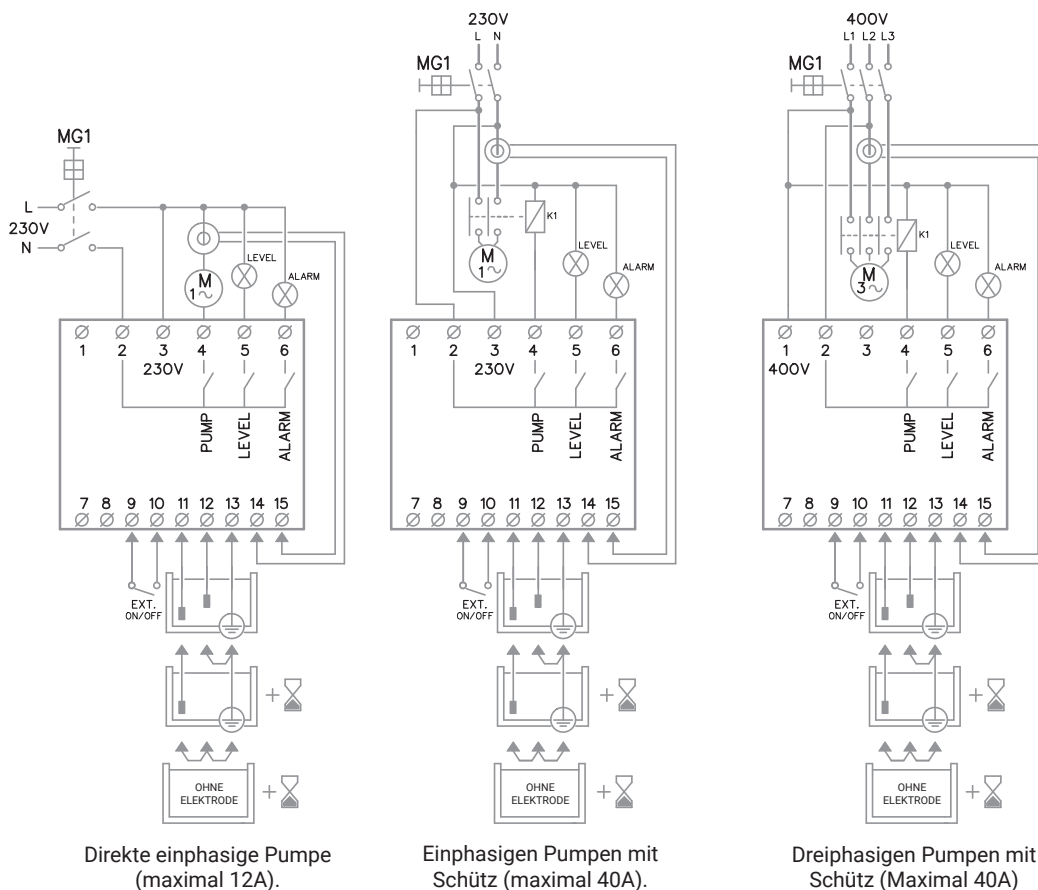 MG1
L
230V
N
LEVEL
M
1
ALARM
1 2 3 4 5 6
230V
PUMP
LEVEL
ALARM
7 8 9 10 11 12 13 14 15
EXT.
ON/OFF
+
+
OHNE
ELEKTRODE
Direkte einphasige Pumpe
(maximal 12A).
230V
L N
MG1
K1
M
1
LEVEL
ALARM
1 2 3 4 5 6
230V
PUMP
LEVEL
ALARM
7 8 9 10 11 12 13 14 15
EXT.
ON/OFF
+
+
OHNE
ELEKTRODE
Einphasigen Pumpen mit
Schütz (maximal 40A).
400V
L1 L2 L3
MG1
K1
M
3
LEVEL
ALARM
1 2 3 4 5 6
400V
PUMP
LEVEL
ALARM
7 8 9 10 11 12 13 14 15
EXT.
ON/OFF
+
+
OHNE
ELEKTRODE
Dreiphasigen Pumpen mit
Schütz (Maximal 40A)